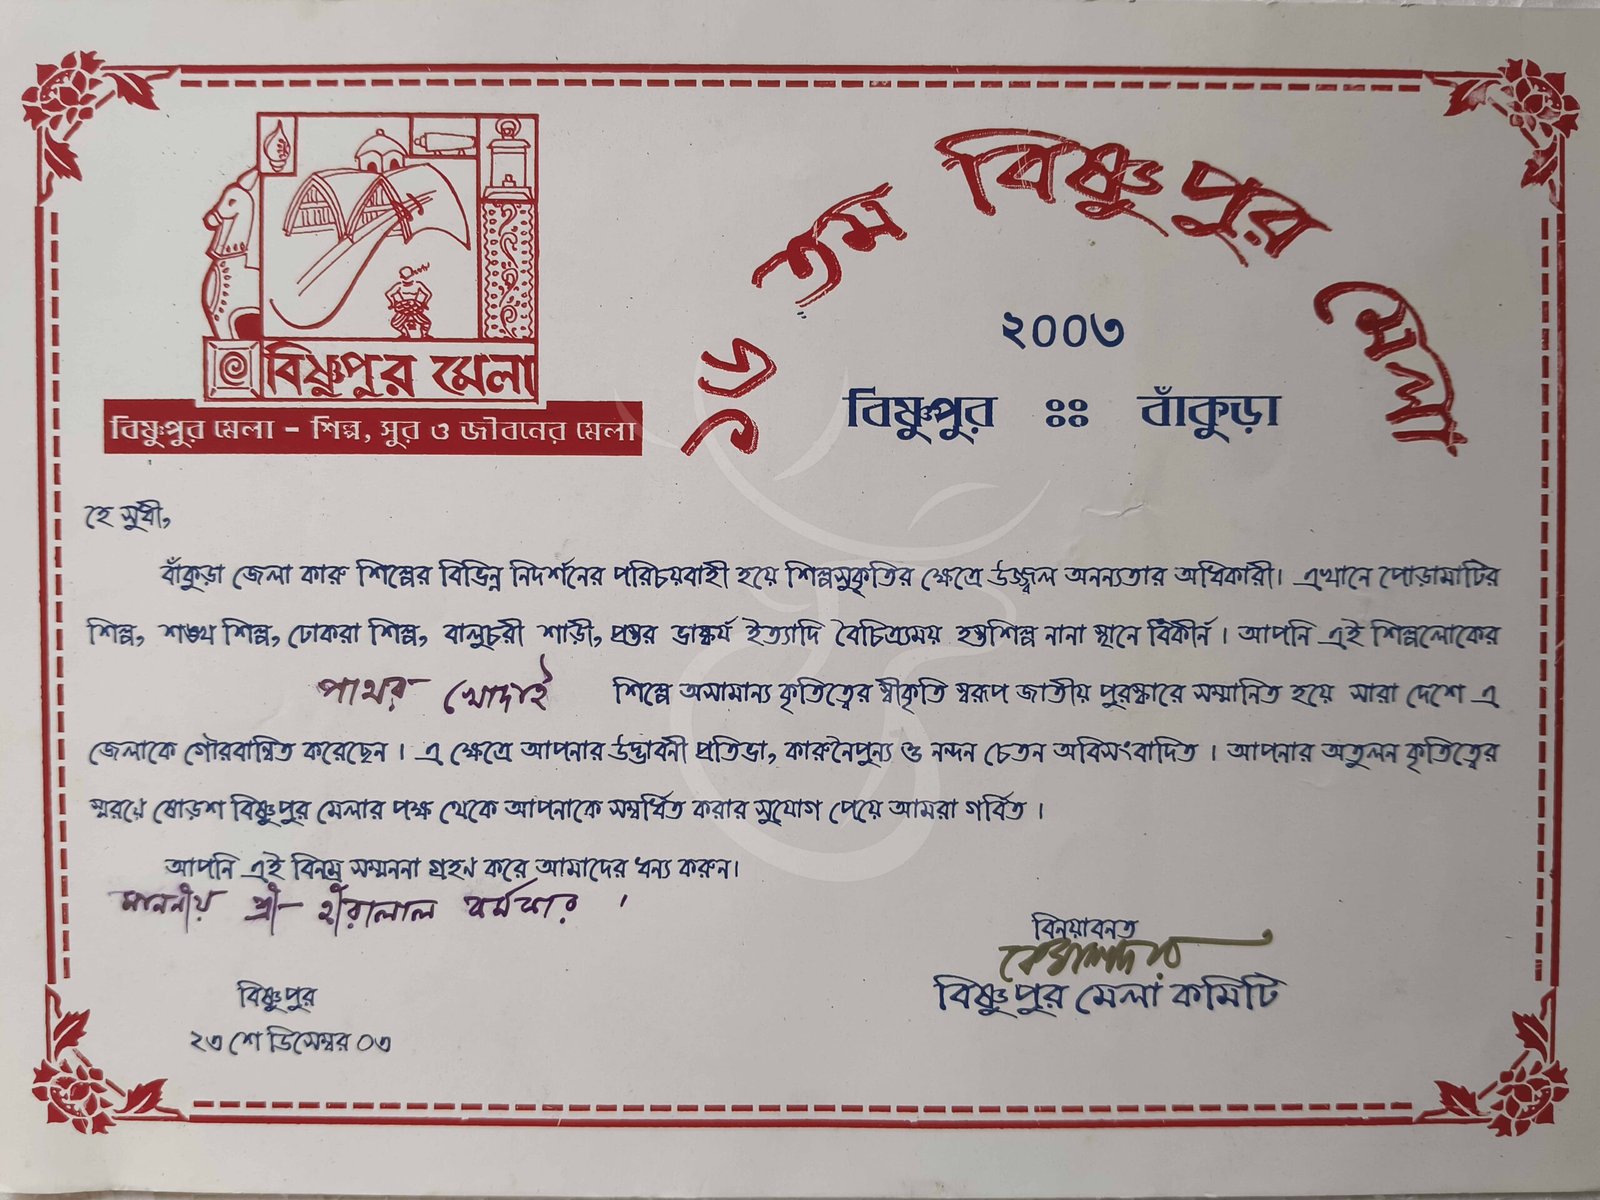 ১৬ তম বিষ্ণুপুর মেলা
২০০৩
বিষ্ণুপুর ঃঃ বাঁকুড়া
বিষ্ণুপুর মেলা
বিষ্ণুপুর মেলা - শিল্প, সুর ও জীবনের মেলা
হে সুধী,
বাঁকুড়া জেলা কারু শিল্পের বিভিন্ন নিদর্শনের পরিচয়বাহী হয়ে শিল্পসুকৃতির ক্ষেত্রে উজ্জ্বল অনন্যতার অধিকারী। এখানে পোড়ামাটির
শিল্প, শঙ্খ শিল্প, ঢোকরা শিল্প, বালুচরী শাড়ী, প্রস্তর ভাস্কর্য ইত্যাদি বৈচিত্র্যময় হস্তশিল্প নানা স্থানে বিকীর্ন। আপনি এই শিল্পলোকের
পাথর খোদাই শিল্পে অসামান্য কৃতিত্বের স্বীকৃতি স্বরূপ জাতীয় পুরস্কারে সম্মানিত হয়ে সারা দেশে এ
জেলাকে গৌরবান্বিত করেছেন। এ ক্ষেত্রে আপনার উদ্ভাবনী প্রতিভা, কারুনৈপুন্য ও নন্দন চেতন অবিসংবাদিত। আপনার অতুলন কৃতিত্বের
স্মরণে ষোড়শ বিষ্ণুপুর মেলার পক্ষ থেকে আপনাকে সম্বর্ধিত করার সুযোগ পেয়ে আমরা গর্বিত।
আপনি এই বিনম্র সম্মননা গ্রহণ করে আমাদের ধন্য করুন।
মাননীয় শ্রী হীরালাল কর্মকার।
বিনয়াবনত
বিষ্ণুপুর মেলা কমিটি
বিষ্ণুপুর
২৩ শে ডিসেম্বর ০৩